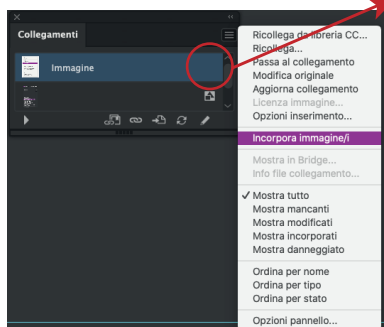 Collegamenti
Immagine
Ricollega da libreria CC...
Ricollega...
Passa al collegamento
Modifica originale
Aggiorna collegamento
Licenza immagine...
Opzioni inserimento...
Incorpora immagine/i
Mostra in Bridge...
Info file collegamento...
✓ Mostra tutto
Mostra mancanti
Mostra modificati
Mostra incorporati
Mostra danneggiato
Ordina per nome
Ordina per tipo
Ordina per stato
Opzioni pannello...